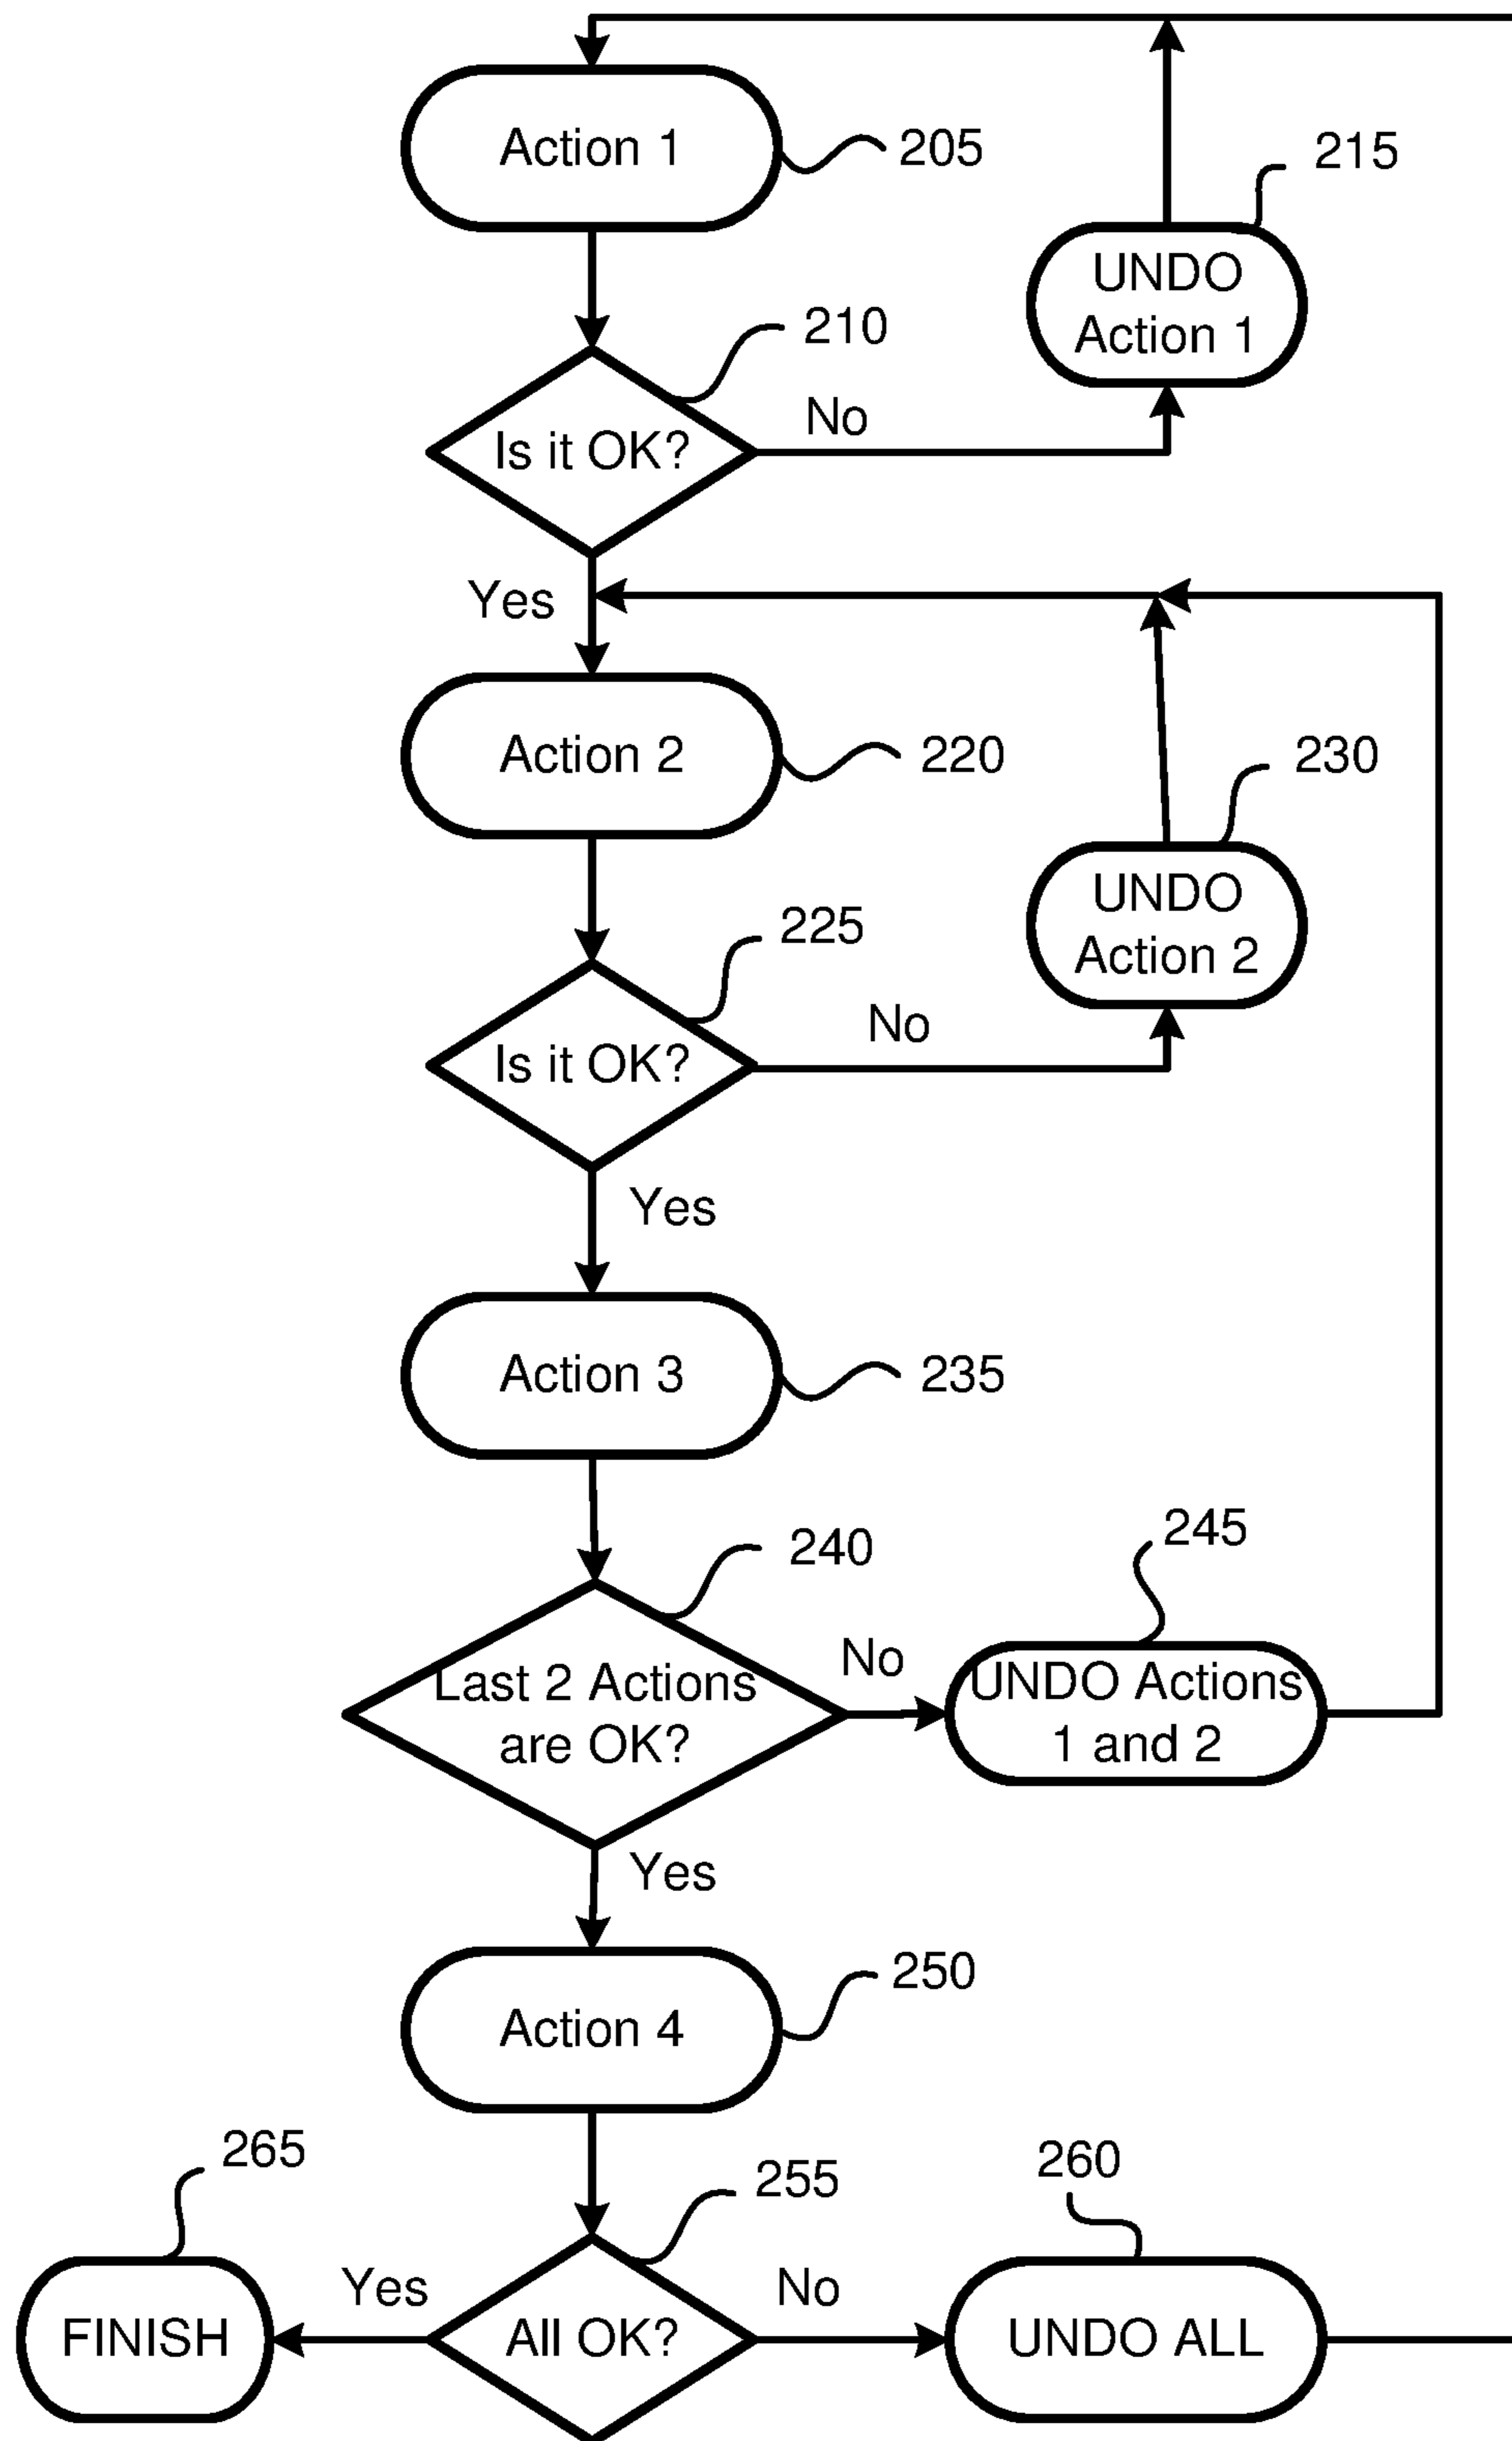 Action 1
205
215
UNDO
Action 1
210
Is it OK?
No
Yes
Action 2
220
230
UNDO
Action 2
225
Is it OK?
No
Yes
Action 3
235
240
245
Last 2 Actions
are OK?
No
UNDO Actions
1 and 2
Yes
Action 4
250
265
255
260
FINISH
Yes
All OK?
No
UNDO ALL